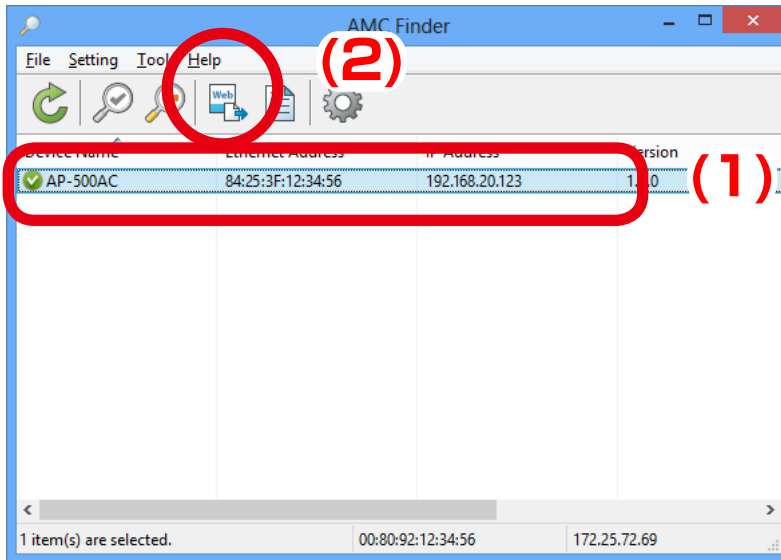 AMC Finder
File Setting Tool Help
(2)
Web
Device Name Ethernet Address IP Address Version
AP-500AC 84:25:3F:12:34:56 192.168.20.123
(1)
1 item(s) are selected. 00:80:92:12:34:56 172.25.72.69